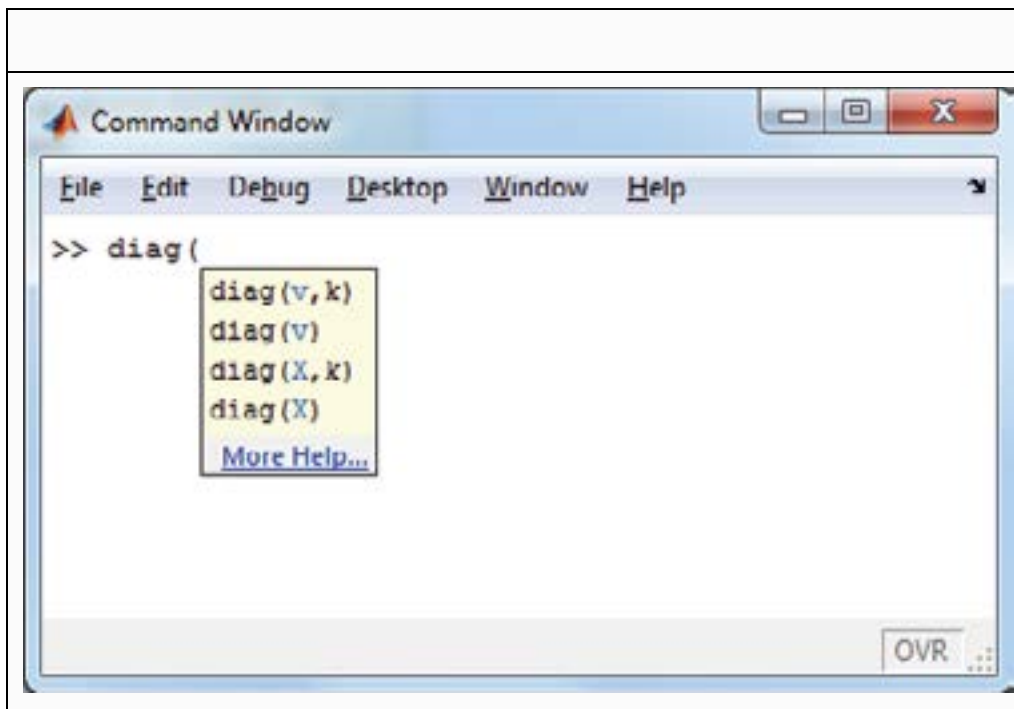 Command Window
File Edit Debug Desktop Window Help
>> diag(
diag(v,k)
diag(v)
diag(X,k)
diag(X)
More Help...
OVR